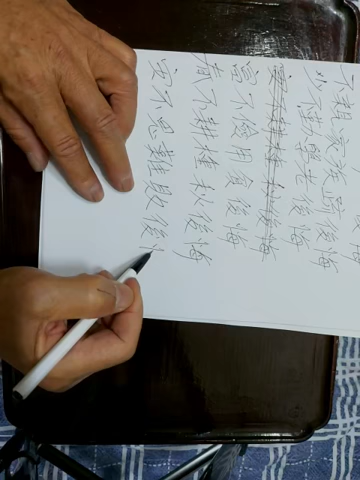 不親家族疏後悔
少不勤學老後悔
富不儉用貧後悔
春不耕種秋後悔
安不思難敗後